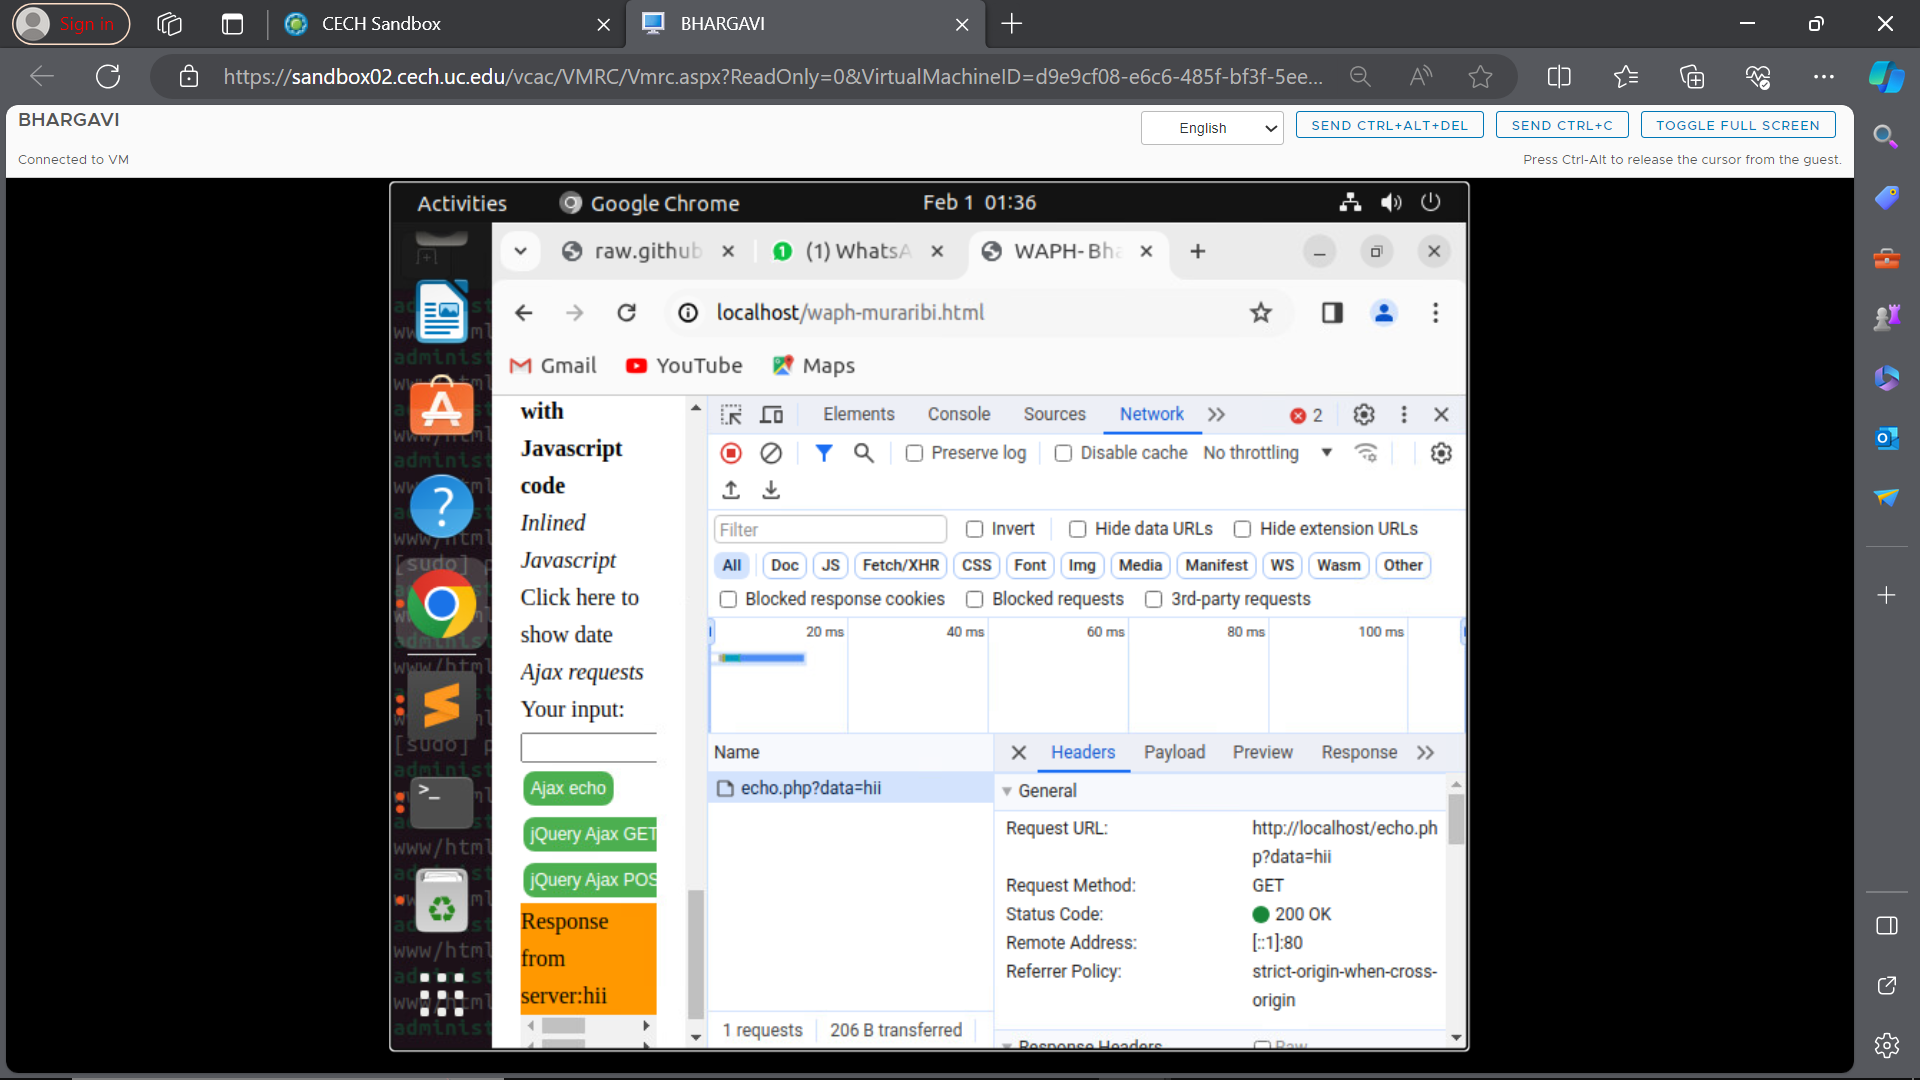 Sign in
CECH Sandbox
BHARGAVI
https://sandbox02.cech.uc.edu/vcac/VMRC/Vmrc.aspx?ReadOnly=0&VirtualMachineID=d9e9cf08-e6c6-485f-bf3f-5ee...
BHARGAVI
English
SEND CTRL+ALT+DEL
SEND CTRL+C
TOGGLE FULL SCREEN
Connected to VM
Press Ctrl-Alt to release the cursor from the guest.
Activities
Google Chrome
Feb 1 01:36
raw.github
(1) WhatsA
WAPH- Bha
localhost/waph-muraribi.html
Gmail
YouTube
Maps
with
Javascript
code
Inlined
Javascript
Click here to
show date
Ajax requests
Your input:
Ajax echo
jQuery Ajax GET
jQuery Ajax POS
Response
from
server:hii
Elements
Console
Sources
Network
2
Preserve log
Disable cache
No throttling
Filter
Invert
Hide data URLs
Hide extension URLs
All
Doc
JS
Fetch/XHR
CSS
Font
Img
Media
Manifest
WS
Wasm
Other
Blocked response cookies
Blocked requests
3rd-party requests
20 ms
40 ms
60 ms
80 ms
100 ms
Name
echo.php?data=hii
1 requests
206 B transferred
Headers
Payload
Preview
Response
General
Request URL:
http://localhost/echo.ph
p?data=hii
Request Method:
GET
Status Code:
200 OK
Remote Address:
[::1]:80
Referrer Policy:
strict-origin-when-cross-
origin
Response Headers
Raw